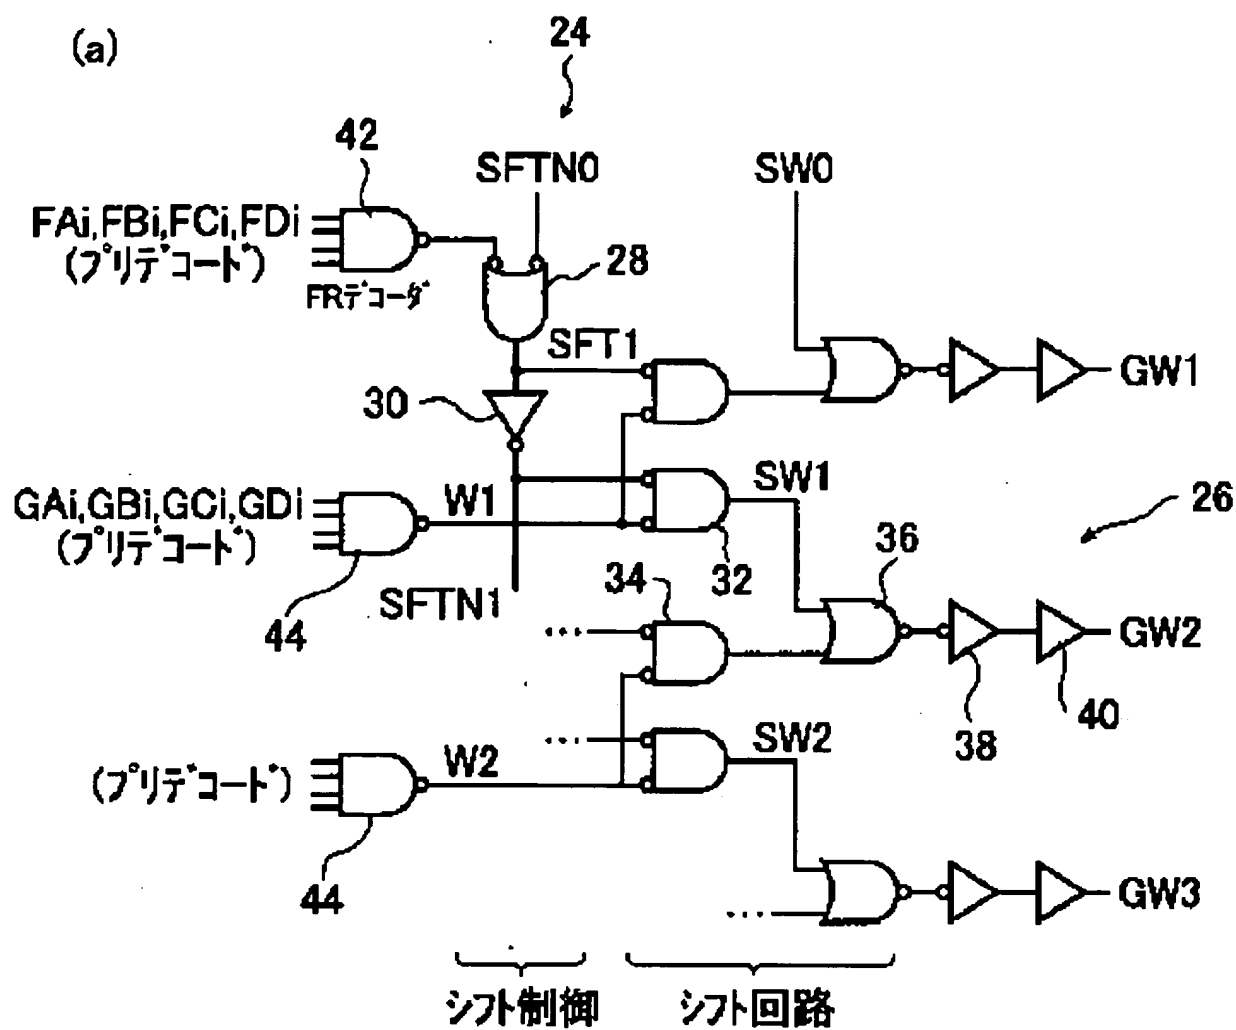 (a)
24
42
SFTN0
SW0
FAi,FBi,FCi,FDi
(プリデコード)
28
FRデコーダ
SFT1
GW1
30
GAi,GBi,GCi,GDi
(プリデコード)
W1
SW1
26
32
36
34
44
SFTN1
GW2
38
40
(プリデコード)
W2
SW2
44
GW3
シフト制御
シフト回路